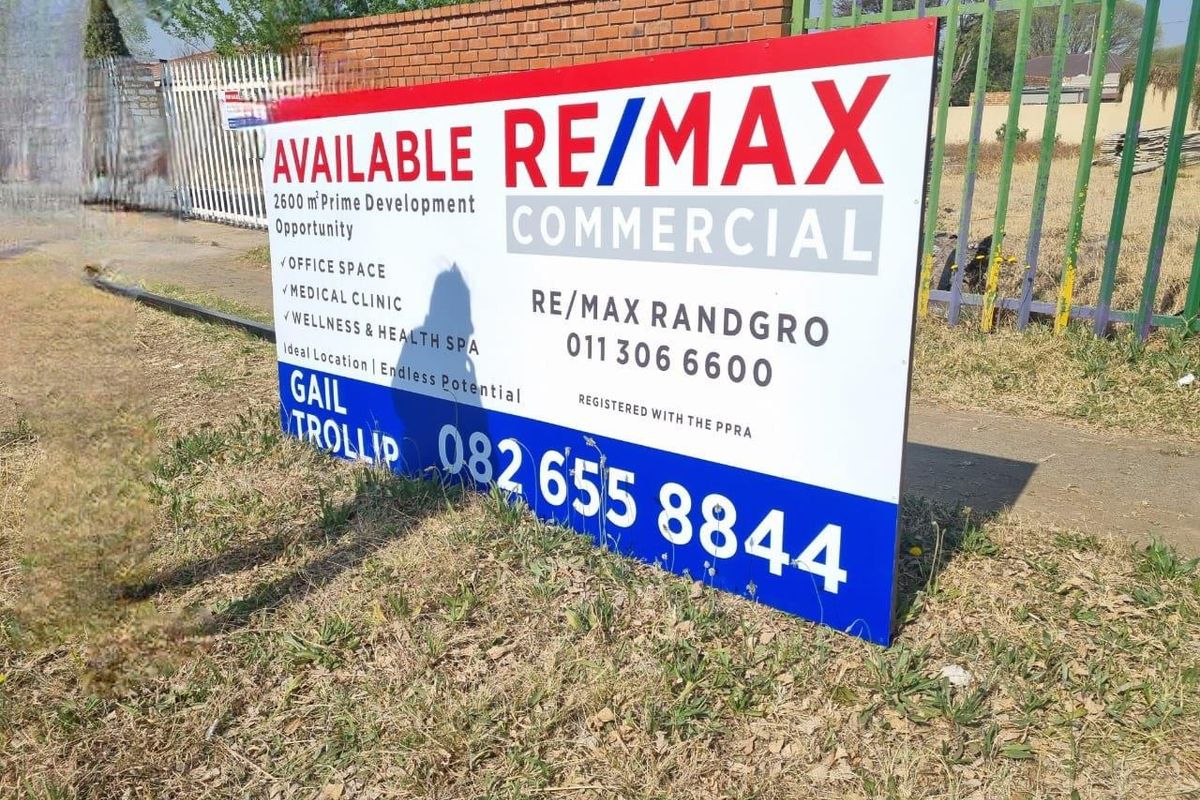 AVAILABLE
2600 m² Prime Development
Opportunity
✓OFFICE SPACE
✓MEDICAL CLINIC
✓WELLNESS & HEALTH SPA
Ideal Location | Endless Potential
GAIL
TROLLIP
082 655 8844
RE/MAX
COMMERCIAL
RE/MAX RANDGRO
011 306 6600
REGISTERED WITH THE PPRA